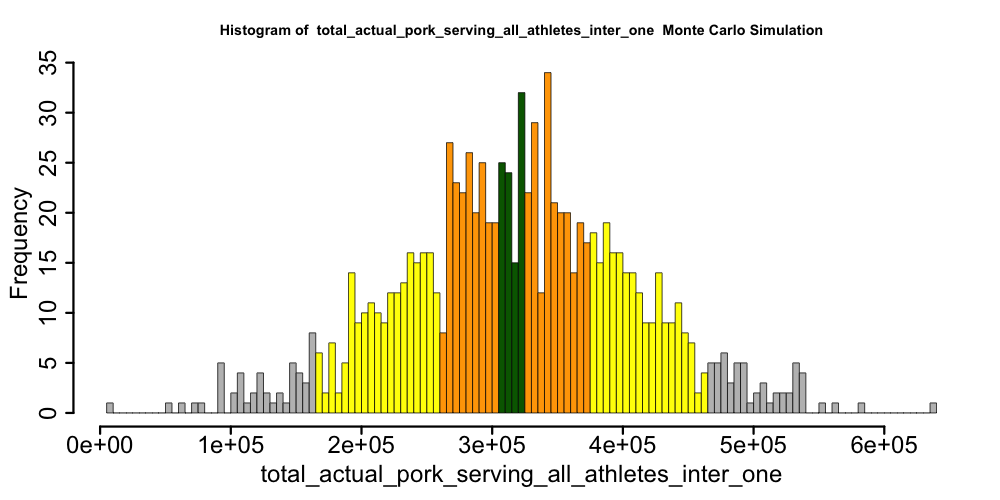 Histogram of  total_actual_pork_serving_all_athletes_inter_one  Monte Carlo Simulation
Frequency
35
30
25
20
15
10
5
0
0e+00 1e+05 2e+05 3e+05 4e+05 5e+05 6e+05
total_actual_pork_serving_all_athletes_inter_one